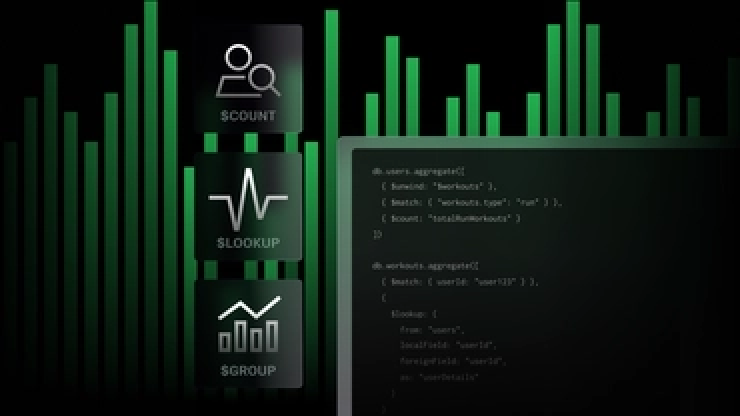 $COUNT
$LOOKUP
$GROUP
db.users.aggregate([
{ $unwind: "$workouts" },
{ $match: { "workouts.type": "run" } },
{ $count: "totalRunWorkouts" }
])
db.workouts.aggregate([
{ $match: { userId: "user123" } },
{
$lookup: {
from: "users",
localField: "userId",
foreignField: "userId",
as: "userDetails"
}
}